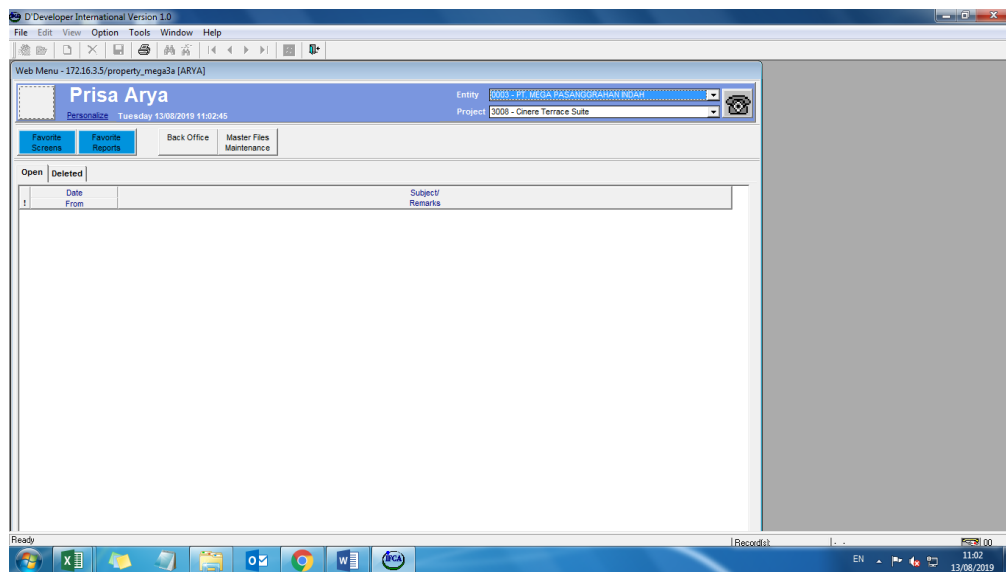 D'Developer International Version 1.0
File Edit View Option Tools Window Help
Web Menu - 172.16.3.5/property_mega3a [ARYA]
Prisa Arya
Personalize Tuesday 13/08/2019 11:02:45
Entity 0003 - PT. MEGA PASANGGRAHAN INDAH
Project 3008 - Cinere Terrace Suite
Favorite Screens
Favorite Reports
Back Office
Master Files Maintenance
Open Deleted
! Date From
Subject/ Remarks
Ready
Recordist:
00
IFCA
EN
11:02
13/08/2019